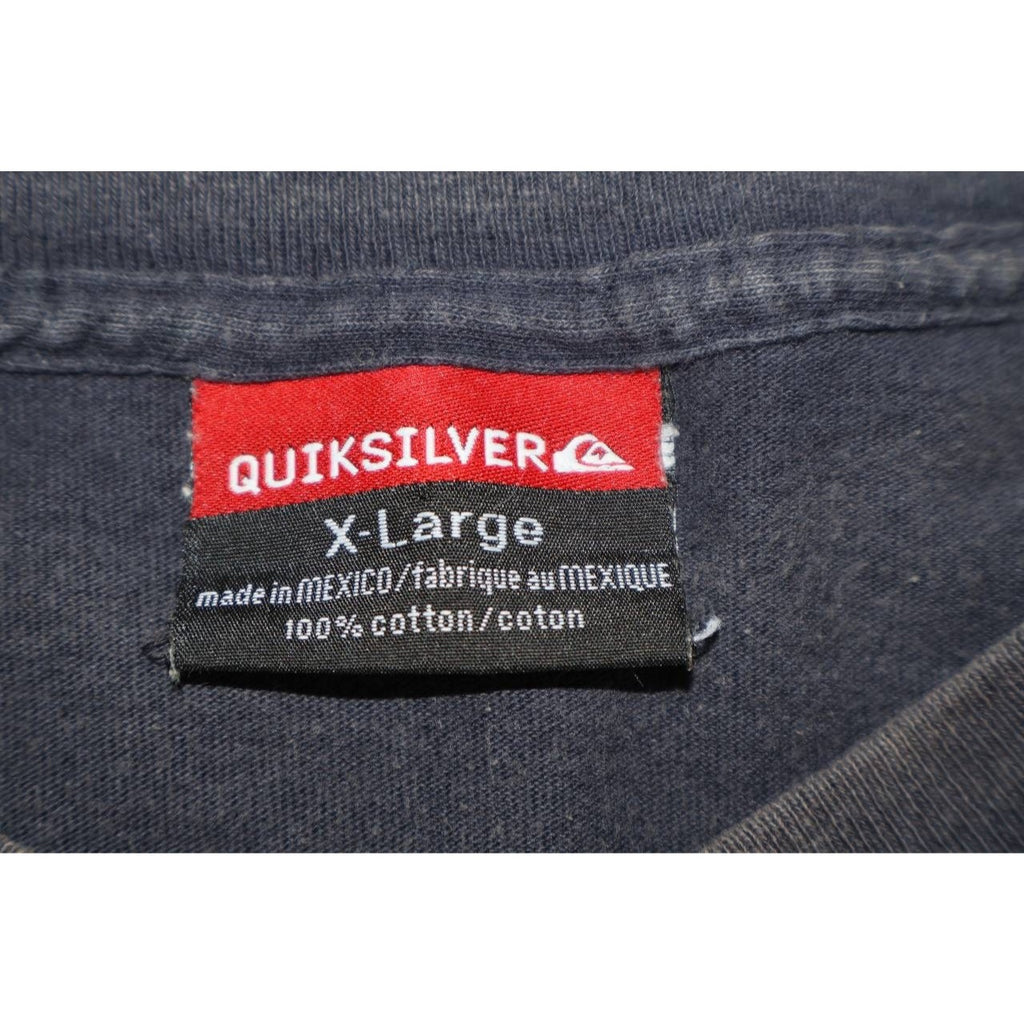 QUIKSILVER
X-Large
made in MEXICO/fabrique au MEXIQUE
100% cotton/coton